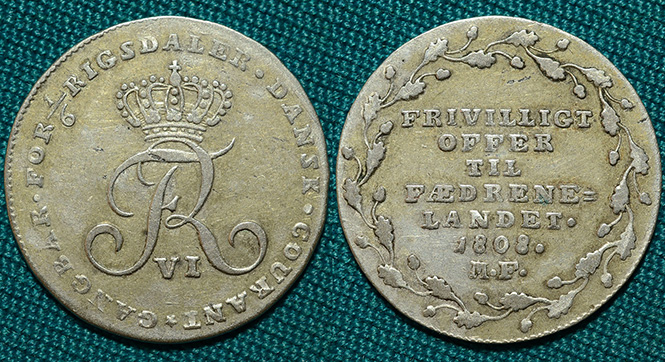 GANGBAR · FOR 1/6 RIGSDALER · DANSK · COURANT
FR
VI
FRIVILLIGT
OFFER
TIL
FÆDRENE=
LANDET·
1808·
M.F.